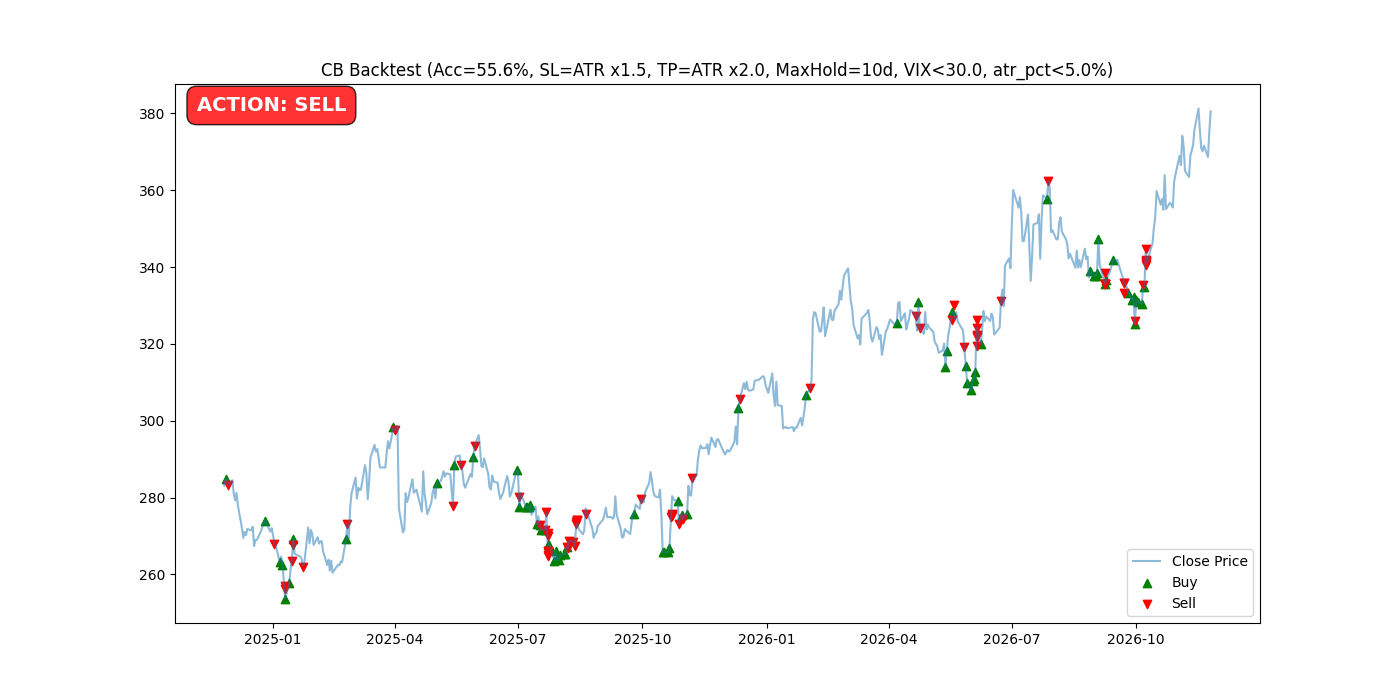 CB Backtest (Acc=55.6%, SL=ATR x1.5, TP=ATR x2.0, MaxHold=10d, VIX<30.0, atr_pct<5.0%)
ACTION: SELL
380
360
340
320
300
280
260
Close Price
Buy
Sell
2025-01 2025-04 2025-07 2025-10 2026-01 2026-04 2026-07 2026-10